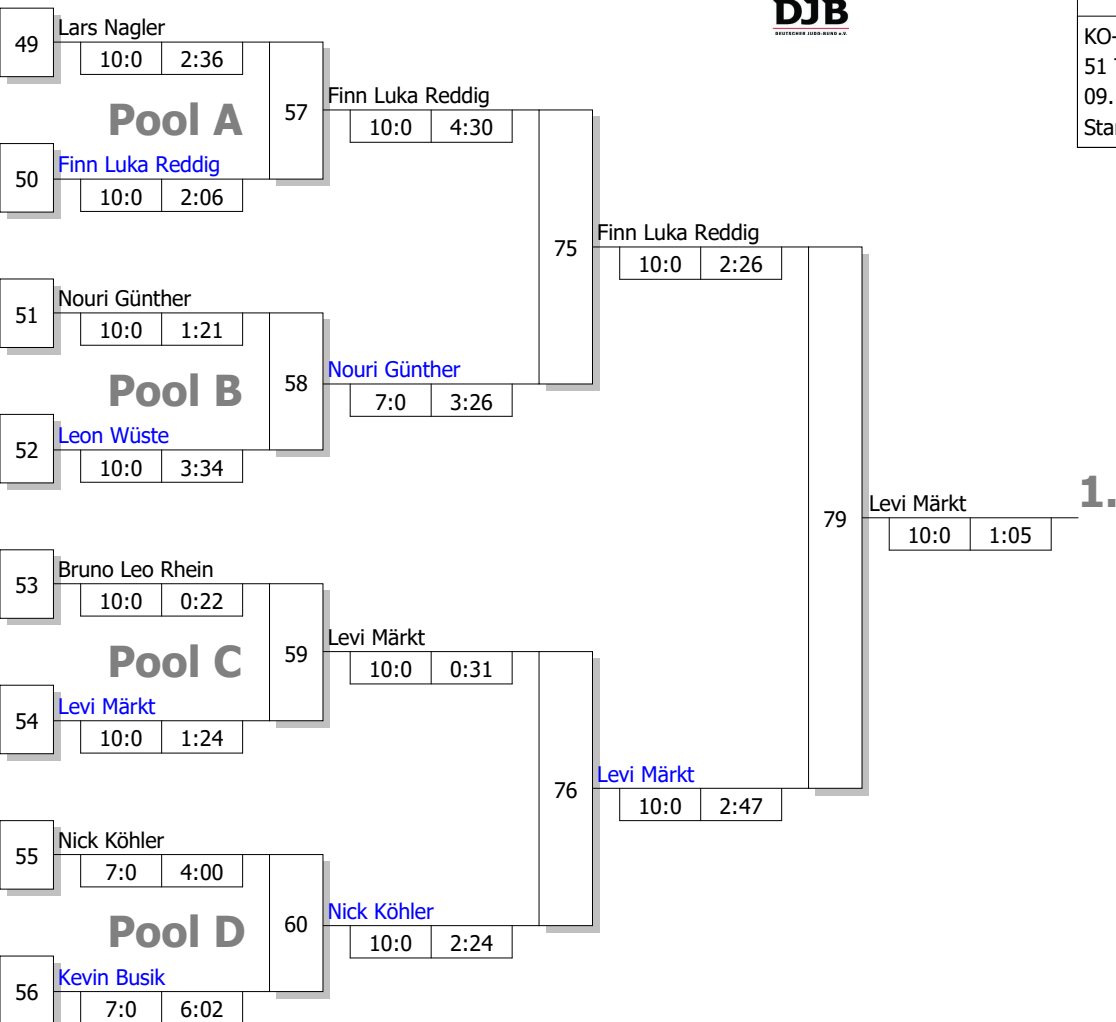 DJB
DEUTSCHER JUDO-BUND e.V.
KO-
51
09.
Star
49
Lars Nagler
10:0 2:36
Pool A
57
Finn Luka Reddig
10:0 4:30
50
Finn Luka Reddig
10:0 2:06
75
Finn Luka Reddig
10:0 2:26
51
Nouri Günther
10:0 1:21
Pool B
58
Nouri Günther
7:0 3:26
52
Leon Wüste
10:0 3:34
79
Levi Märkt
10:0 1:05
1.
53
Bruno Leo Rhein
10:0 0:22
Pool C
59
Levi Märkt
10:0 0:31
54
Levi Märkt
10:0 1:24
76
Levi Märkt
10:0 2:47
55
Nick Köhler
7:0 4:00
Pool D
60
Nick Köhler
10:0 2:24
56
Kevin Busik
7:0 6:02